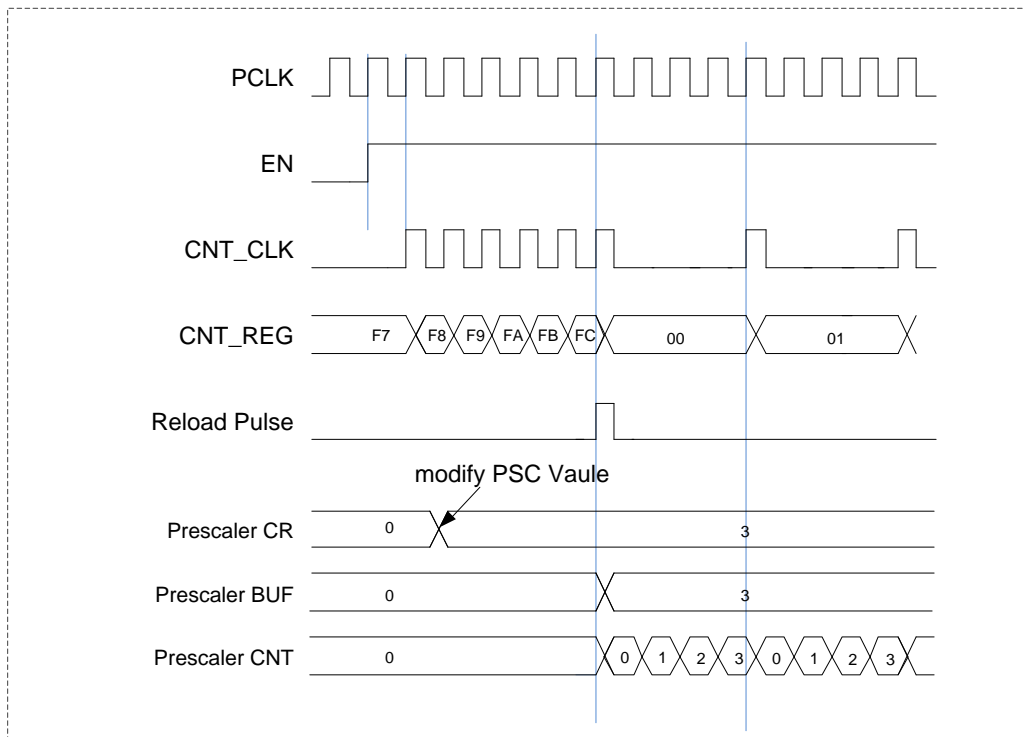 PCLK
EN
CNT_CLK
CNT_REG F7 F8 F9 FA FB FC 00 01
Reload Pulse
modify PSC Vaule
Prescaler CR 0 3
Prescaler BUF 0 3
Prescaler CNT 0 0 1 2 3 0 1 2 3